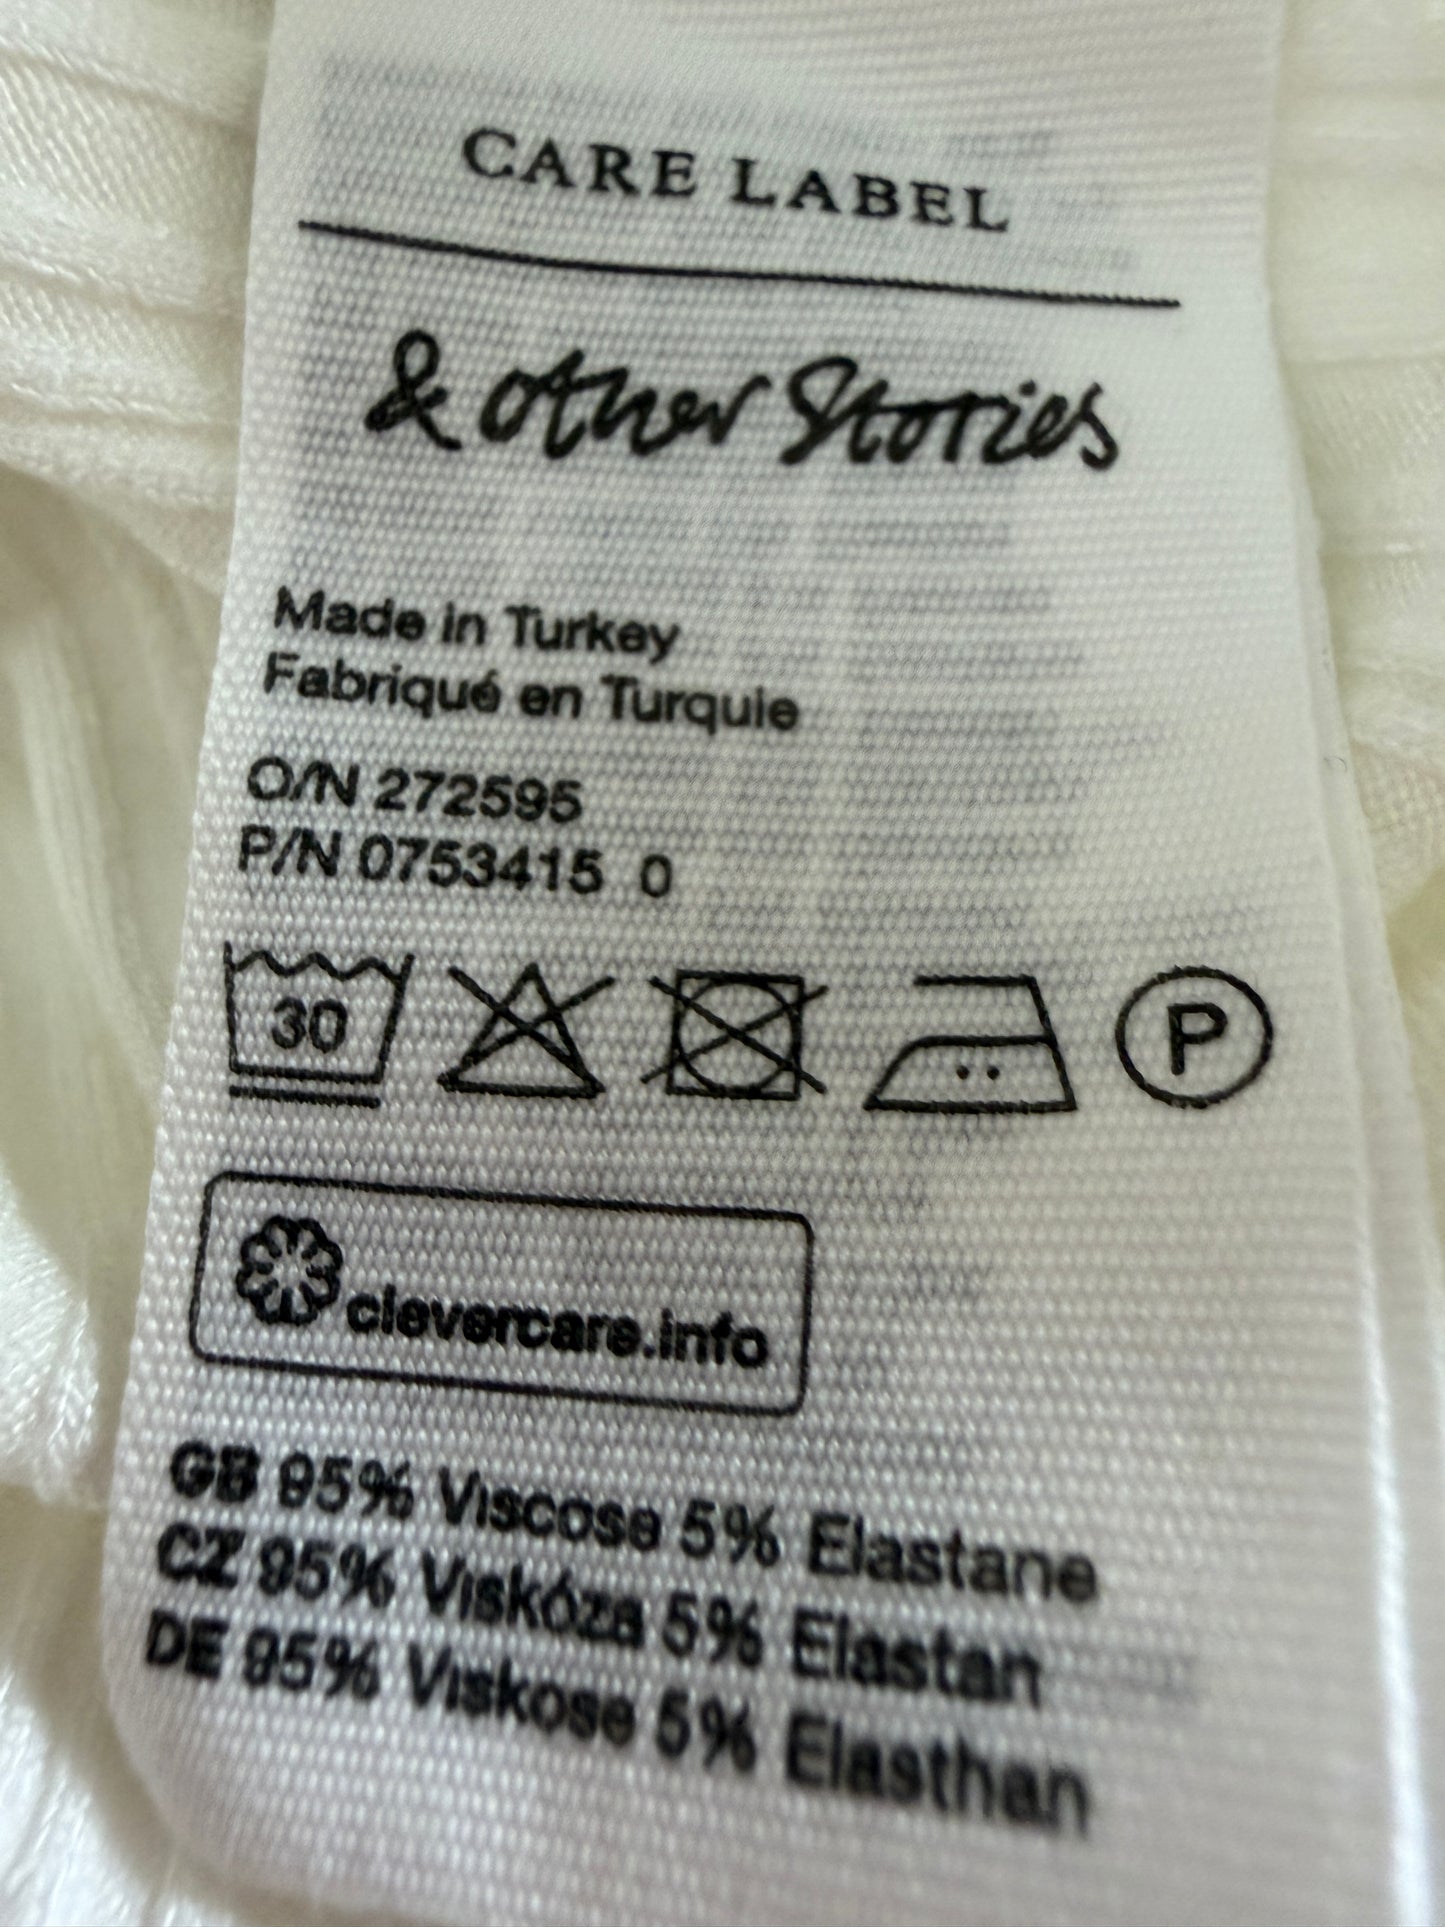 CARE LABEL
& other Stories
Made in Turkey
Fabriqué en Turquie
O/N 272595
P/N 0753415 0
30
P
clevercare.info
GB 95% Viscose 5% Elastane
CZ 95% Viskóza 5% Elastan
DE 95% Viskose 5% Elasthan